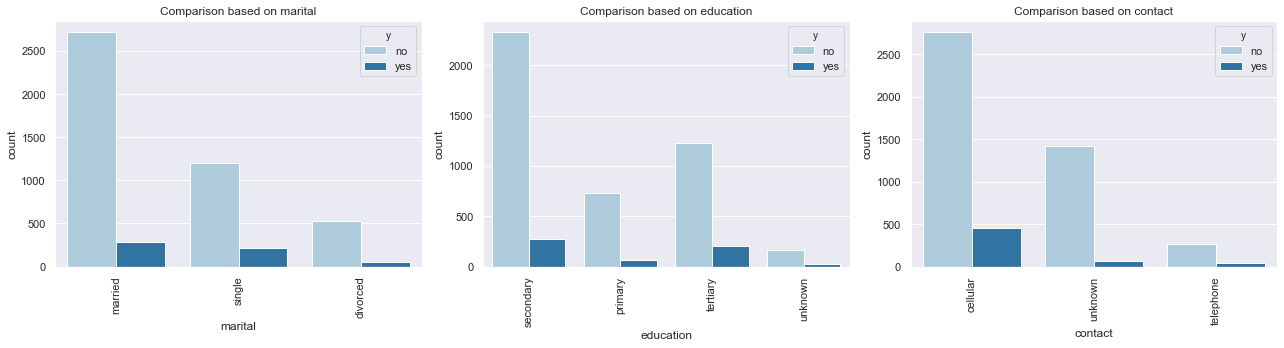 Comparison based on marital
y
no
yes
2500
2000
1500
1000
500
0
count
married
single
divorced
marital
Comparison based on education
y
no
yes
2000
1500
1000
500
0
count
secondary
primary
tertiary
unknown
education
Comparison based on contact
y
no
yes
2500
2000
1500
1000
500
0
count
cellular
unknown
telephone
contact